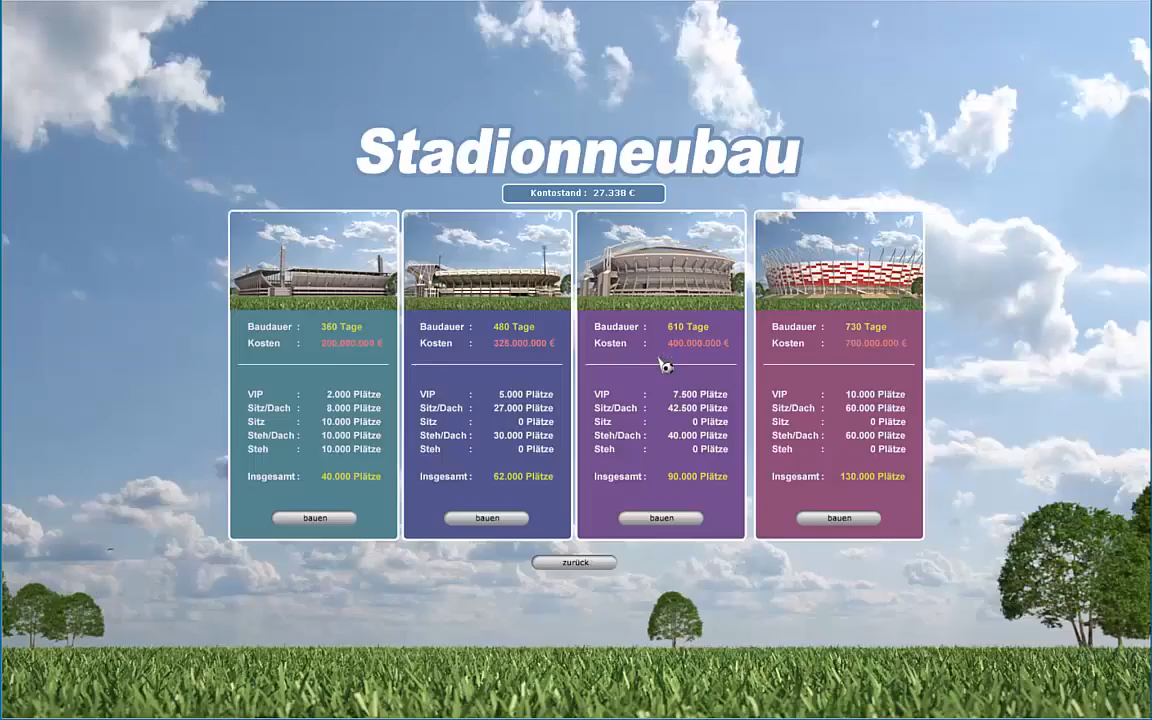 Stadionneubau
Kontostand : 27.338 €
Baudauer : 360 Tage
Kosten : 200.000.000 €
VIP : 2.000 Plätze
Sitz/Dach : 8.000 Plätze
Sitz : 10.000 Plätze
Steh/Dach : 10.000 Plätze
Steh : 10.000 Plätze
Insgesamt : 40.000 Plätze
bauen
Baudauer : 480 Tage
Kosten : 325.000.000 €
VIP : 5.000 Plätze
Sitz/Dach : 27.000 Plätze
Sitz : 0 Plätze
Steh/Dach : 30.000 Plätze
Steh : 0 Plätze
Insgesamt : 62.000 Plätze
bauen
Baudauer : 610 Tage
Kosten : 400.000.000 €
VIP : 7.500 Plätze
Sitz/Dach : 42.500 Plätze
Sitz : 0 Plätze
Steh/Dach : 40.000 Plätze
Steh : 0 Plätze
Insgesamt : 90.000 Plätze
bauen
Baudauer : 730 Tage
Kosten : 700.000.000 €
VIP : 10.000 Plätze
Sitz/Dach : 60.000 Plätze
Sitz : 0 Plätze
Steh/Dach : 60.000 Plätze
Steh : 0 Plätze
Insgesamt : 130.000 Plätze
bauen
zurück